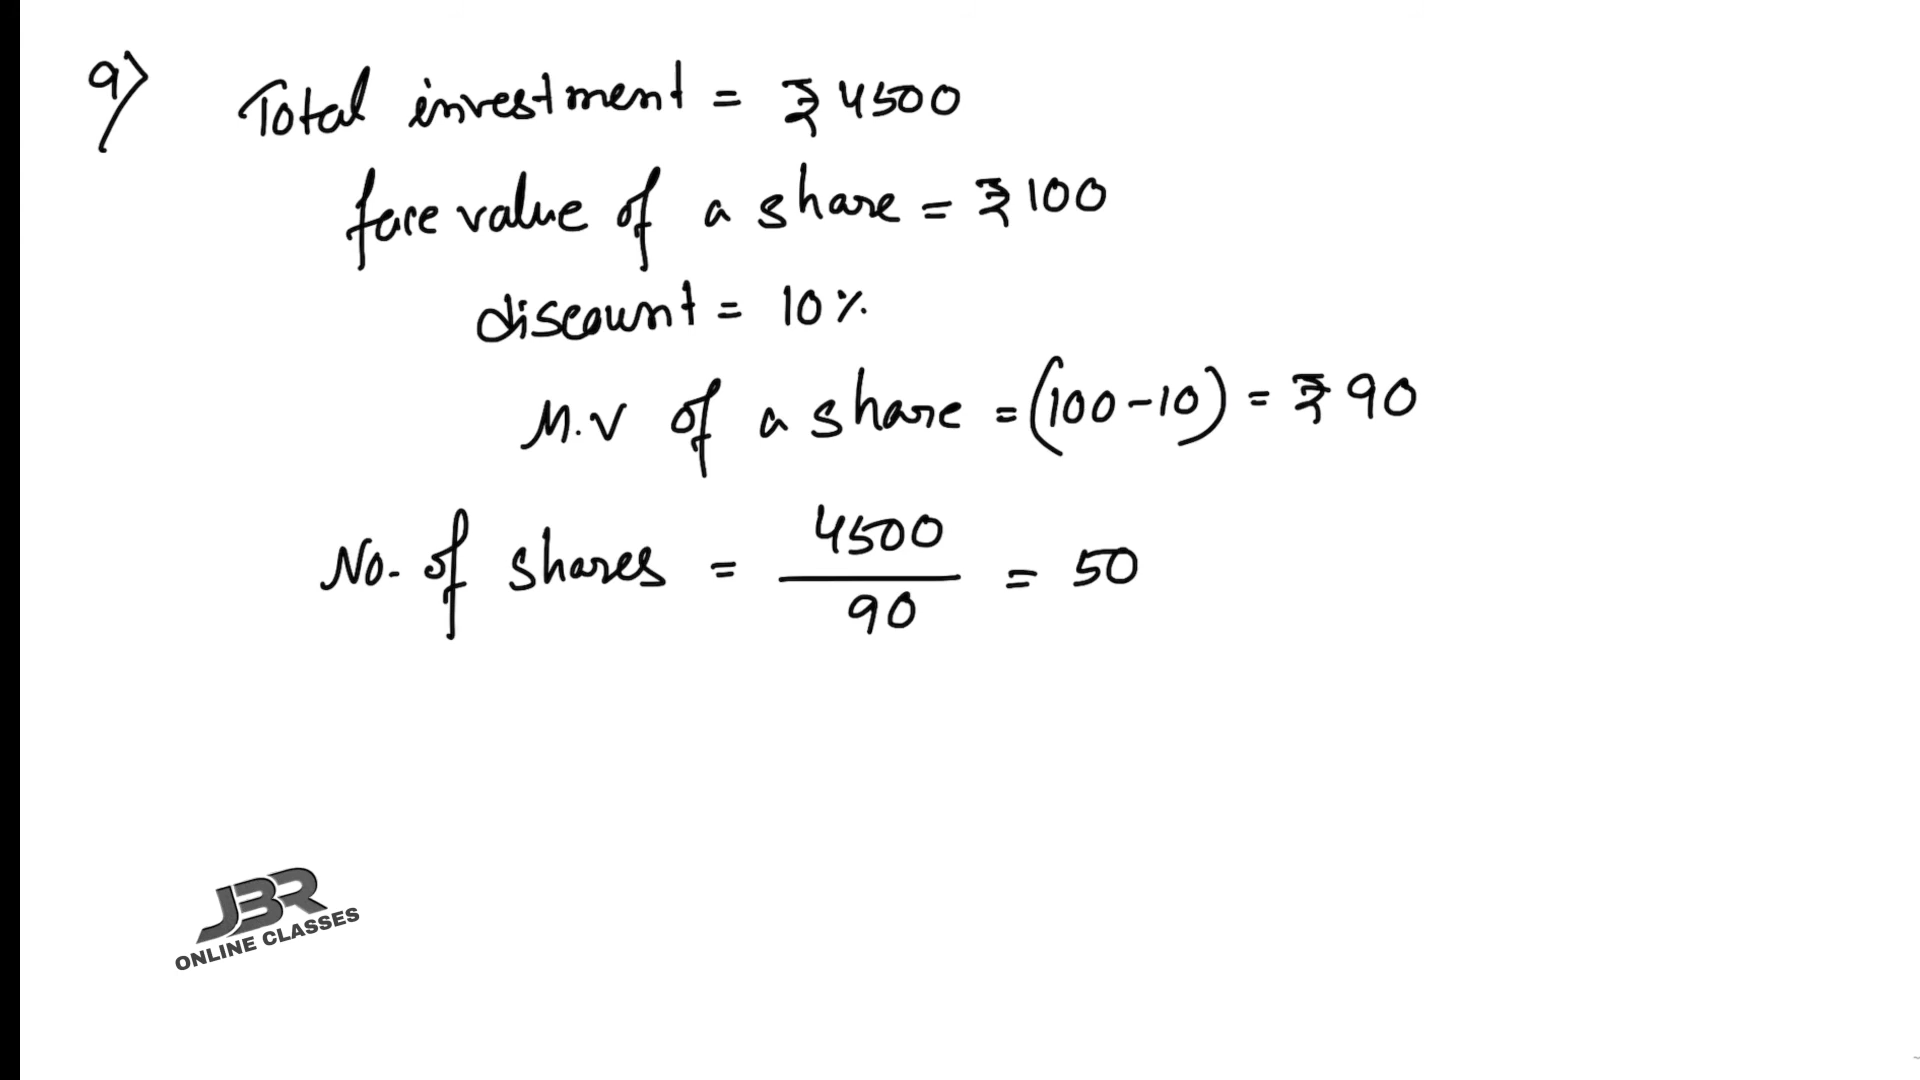 9)
Total investment = ₹ 4500
face value of a share = ₹ 100
discount = 10%
M.V of a share = (100-10) = ₹ 90
No. of shares = 4500/90 = 50
JBR
ONLINE CLASSES